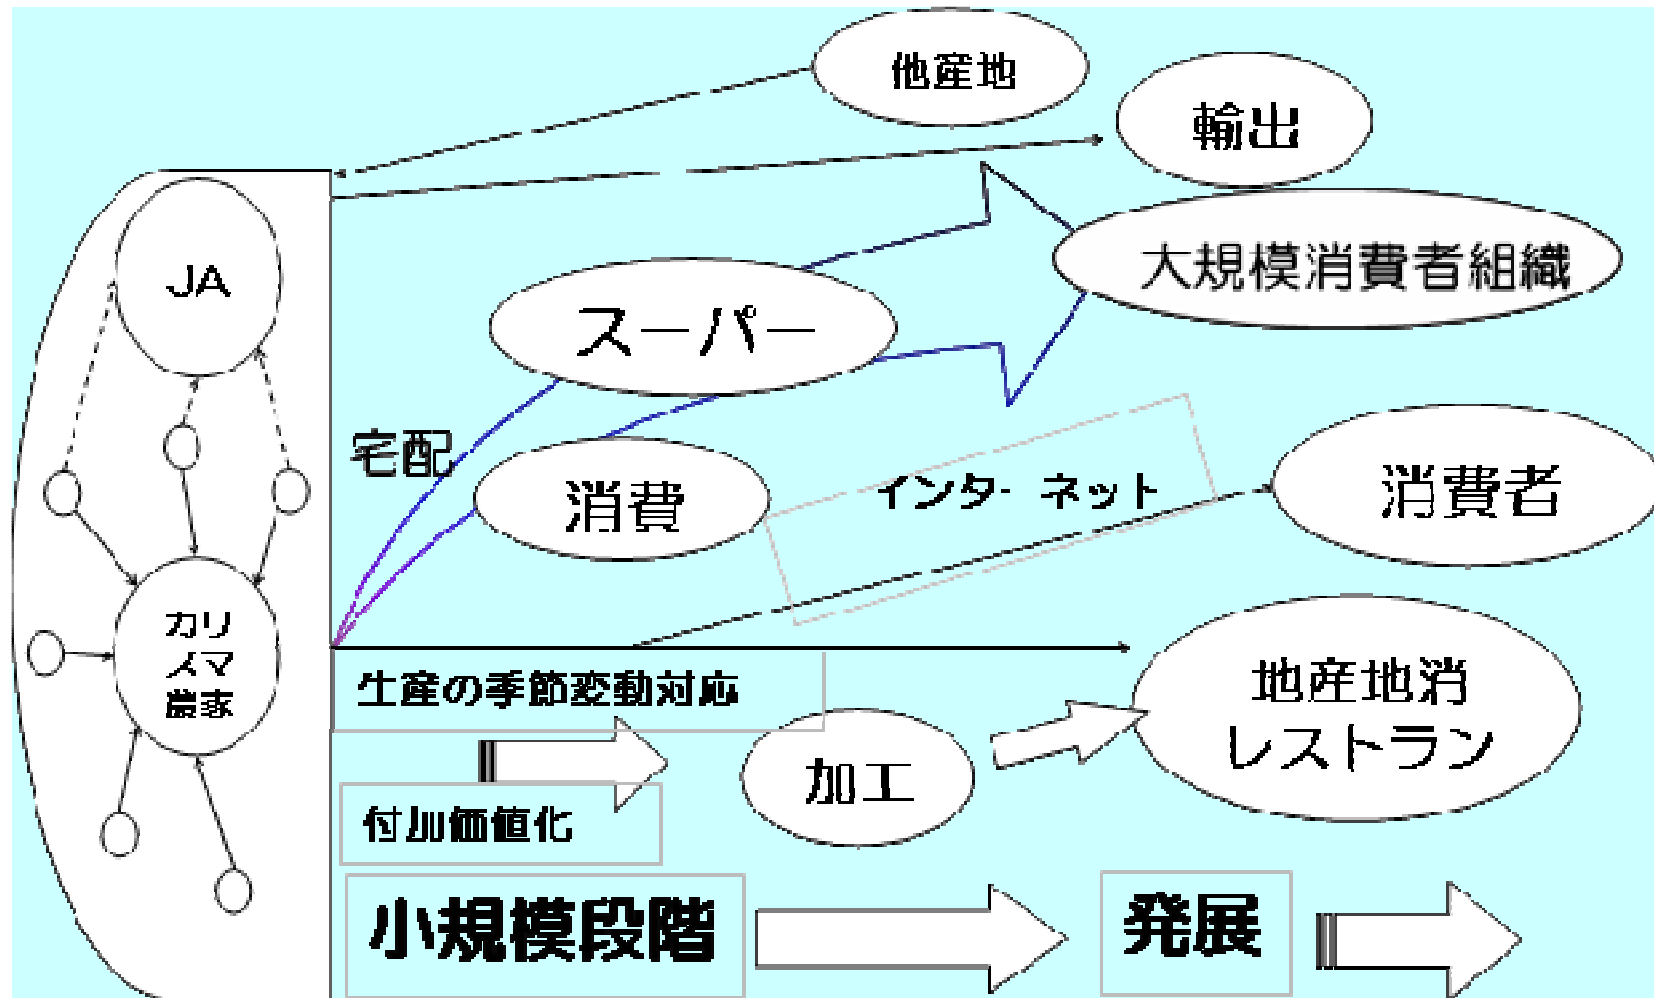 他産地
輸出
JA
大規模消費者組織
スーパー
宅配
消費
インタ- ネット
消費者
カリ
スマ
農家
生産の季節変動対応
地産地消
レストラン
加工
付加価値化
小規模段階
発展